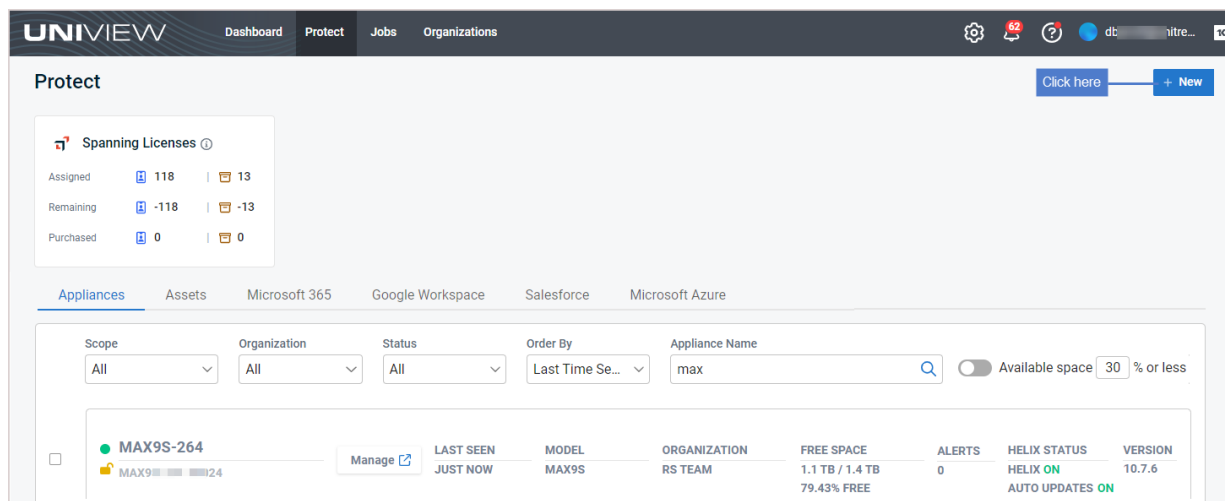 UNIVIEW Dashboard Protect Jobs Organizations 62
Protect Click here + New
Spanning Licenses
Assigned 118 | 13
Remaining -118 | -13
Purchased 0 | 0
Appliances Assets Microsoft 365 Google Workspace Salesforce Microsoft Azure
Scope Organization Status Order By Appliance Name
All All All Last Time Se... max Available space 30 % or less
MAX9S-264 Manage LAST SEEN MODEL ORGANIZATION FREE SPACE ALERTS HELIX STATUS VERSION
JUST NOW MAX9S RS TEAM 1.1 TB / 1.4 TB 0 HELIX ON 10.7.6
79.43% FREE AUTO UPDATES ON